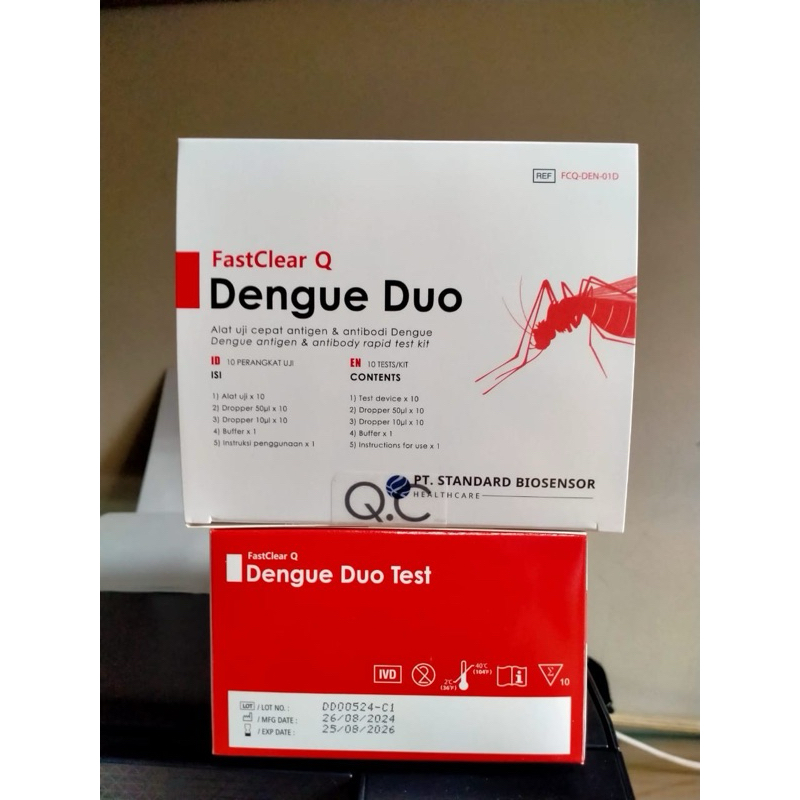 REF FCQ-DEN-01D
FastClear Q
Dengue Duo
Alat uji cepat antigen & antibodi Dengue
Dengue antigen & antibody rapid test kit
ID 10 PERANGKAT UJI
ISI
1) Alat uji x 10
2) Dropper 50μl x 10
3) Dropper 10μl x 10
4) Buffer x 1
5) Instruksi penggunaan x 1
EN 10 TESTS/KIT
CONTENTS
1) Test device x 10
2) Dropper 50μl x 10
3) Dropper 10μl x 10
4) Buffer x 1
5) Instructions for use x 1
PT. STANDARD BIOSENSOR
HEALTHCARE
Q.C
FastClear Q
Dengue Duo Test
IVD
2
2°C
(36°F)
40°C
(104°F)
i
Σ
10
LOT / LOT NO. : DD00524-C1
/ MFG DATE : 26/08/2024
/ EXP DATE : 25/08/2026